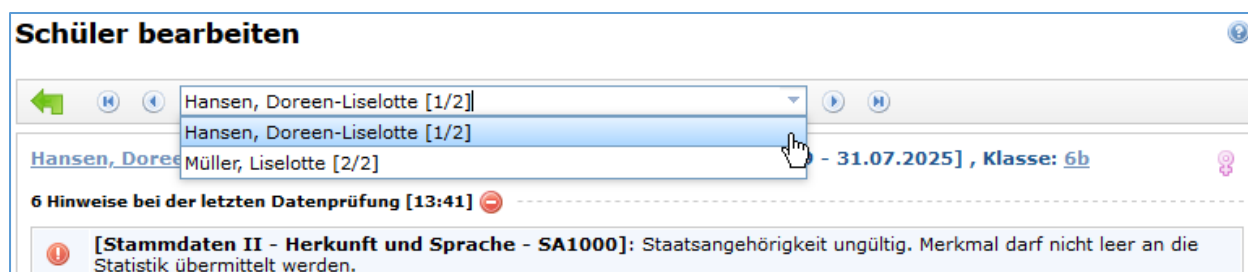 Schüler bearbeiten
Hansen, Doreen-Liselotte [1/2]
Hansen, Doreen-Liselotte [1/2]
Müller, Liselotte [2/2]
Hansen, - 31.07.2025] , Klasse: 6b
6 Hinweise bei der letzten Datenprüfung [13:41]
[Stammdaten II - Herkunft und Sprache - SA1000]: Staatsangehörigkeit ungültig. Merkmal darf nicht leer an die
Statistik übermittelt werden.